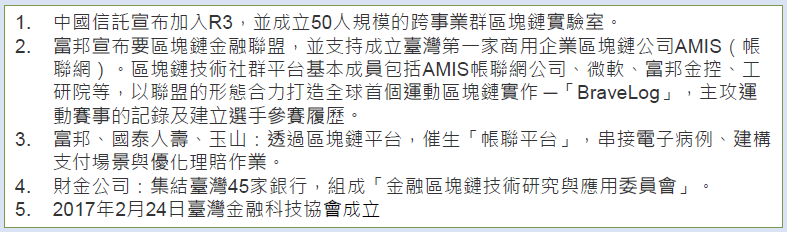 1. 中國信託宣布加入R3，並成立50人規模的跨事業群區塊鏈實驗室。
2. 富邦宣布要區塊鏈金融聯盟，並支持成立臺灣第一家商用企業區塊鏈公司AMIS（帳
聯網）。區塊鏈技術社群平台基本成員包括AMIS帳聯網公司、微軟、富邦金控、工
研院等，以聯盟的形態合力打造全球首個運動區塊鏈實作 ─「BraveLog」，主攻運
動賽事的記錄及建立選手參賽履歷。
3. 富邦、國泰人壽、玉山：透過區塊鏈平台，催生「帳聯平台」，串接電子病例、建構
支付場景與優化理賠作業。
4. 財金公司：集結臺灣45家銀行，組成「金融區塊鏈技術研究與應用委員會」。
5. 2017年2月24日臺灣金融科技協會成立